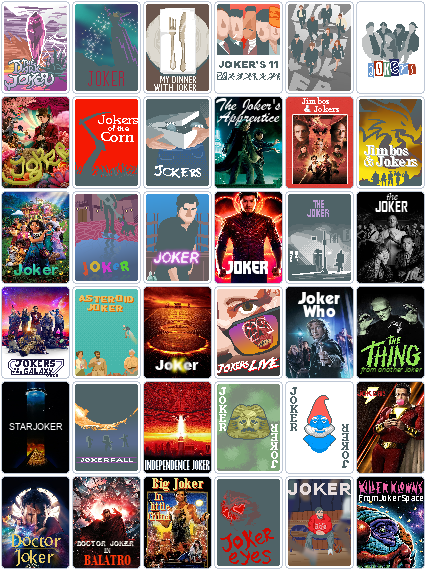 THE
DARK
JOKER
JOKER
MY DINNER
WITH JOKER
JOKER'S 11
JOKERS
JOKER
Jokers
of the
Corn
JOKERS
The Joker's
Apprentice
Jimbos
& Jokers
Jimbos
& Jokers
Joker
JOKER
JOKER
JOKER
THE
JOKER
the
JOKER
JOKERS
OF THE GALAXY
ASTEROID
JOKER
JOKER
JOKERS LIVE
Joker
Who
THE
THING
from another Joker
STARJOKER
JOKERFALL
INDEPENDENCE JOKER
JOKER
JOKER
JOKER
JOKER
Doctor
Joker
DOCTOR JOKER
IN
BALATRO
Big Joker
In
little
China
Joker
eyes
JOKER
KILLER KLOWNS
From JokerSpace